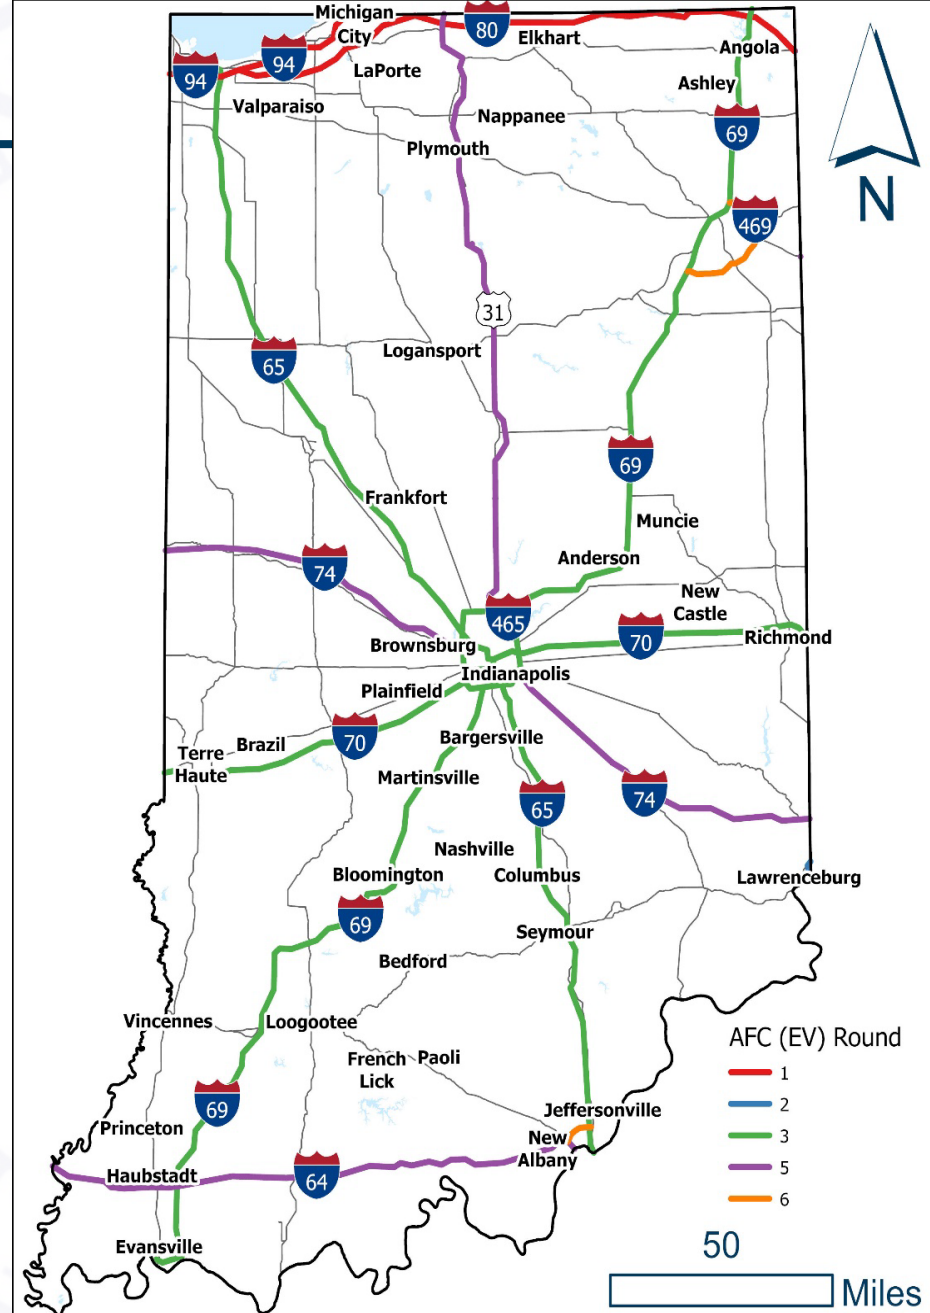 Michigan
City
80
Elkhart
Angola
94
94
LaPorte
Ashley
Valparaiso
Nappanee
69
Plymouth
N
469
31
Logansport
65
69
Frankfort
Muncie
Anderson
74
New
Castle
465
70
Richmond
Brownsburg
Indianapolis
Plainfield
Brazil
70
Terre
Haute
Bargersville
Martinsville
65
74
Nashville
Bloomington
Columbus
Lawrenceburg
69
Seymour
Bedford
Vincennes
Loogootee
French
Lick
Paoli
69
Jeffersonville
Princeton
New
Albany
Haubstadt
64
Evansville
AFC (EV) Round
1
2
3
5
6
50
Miles